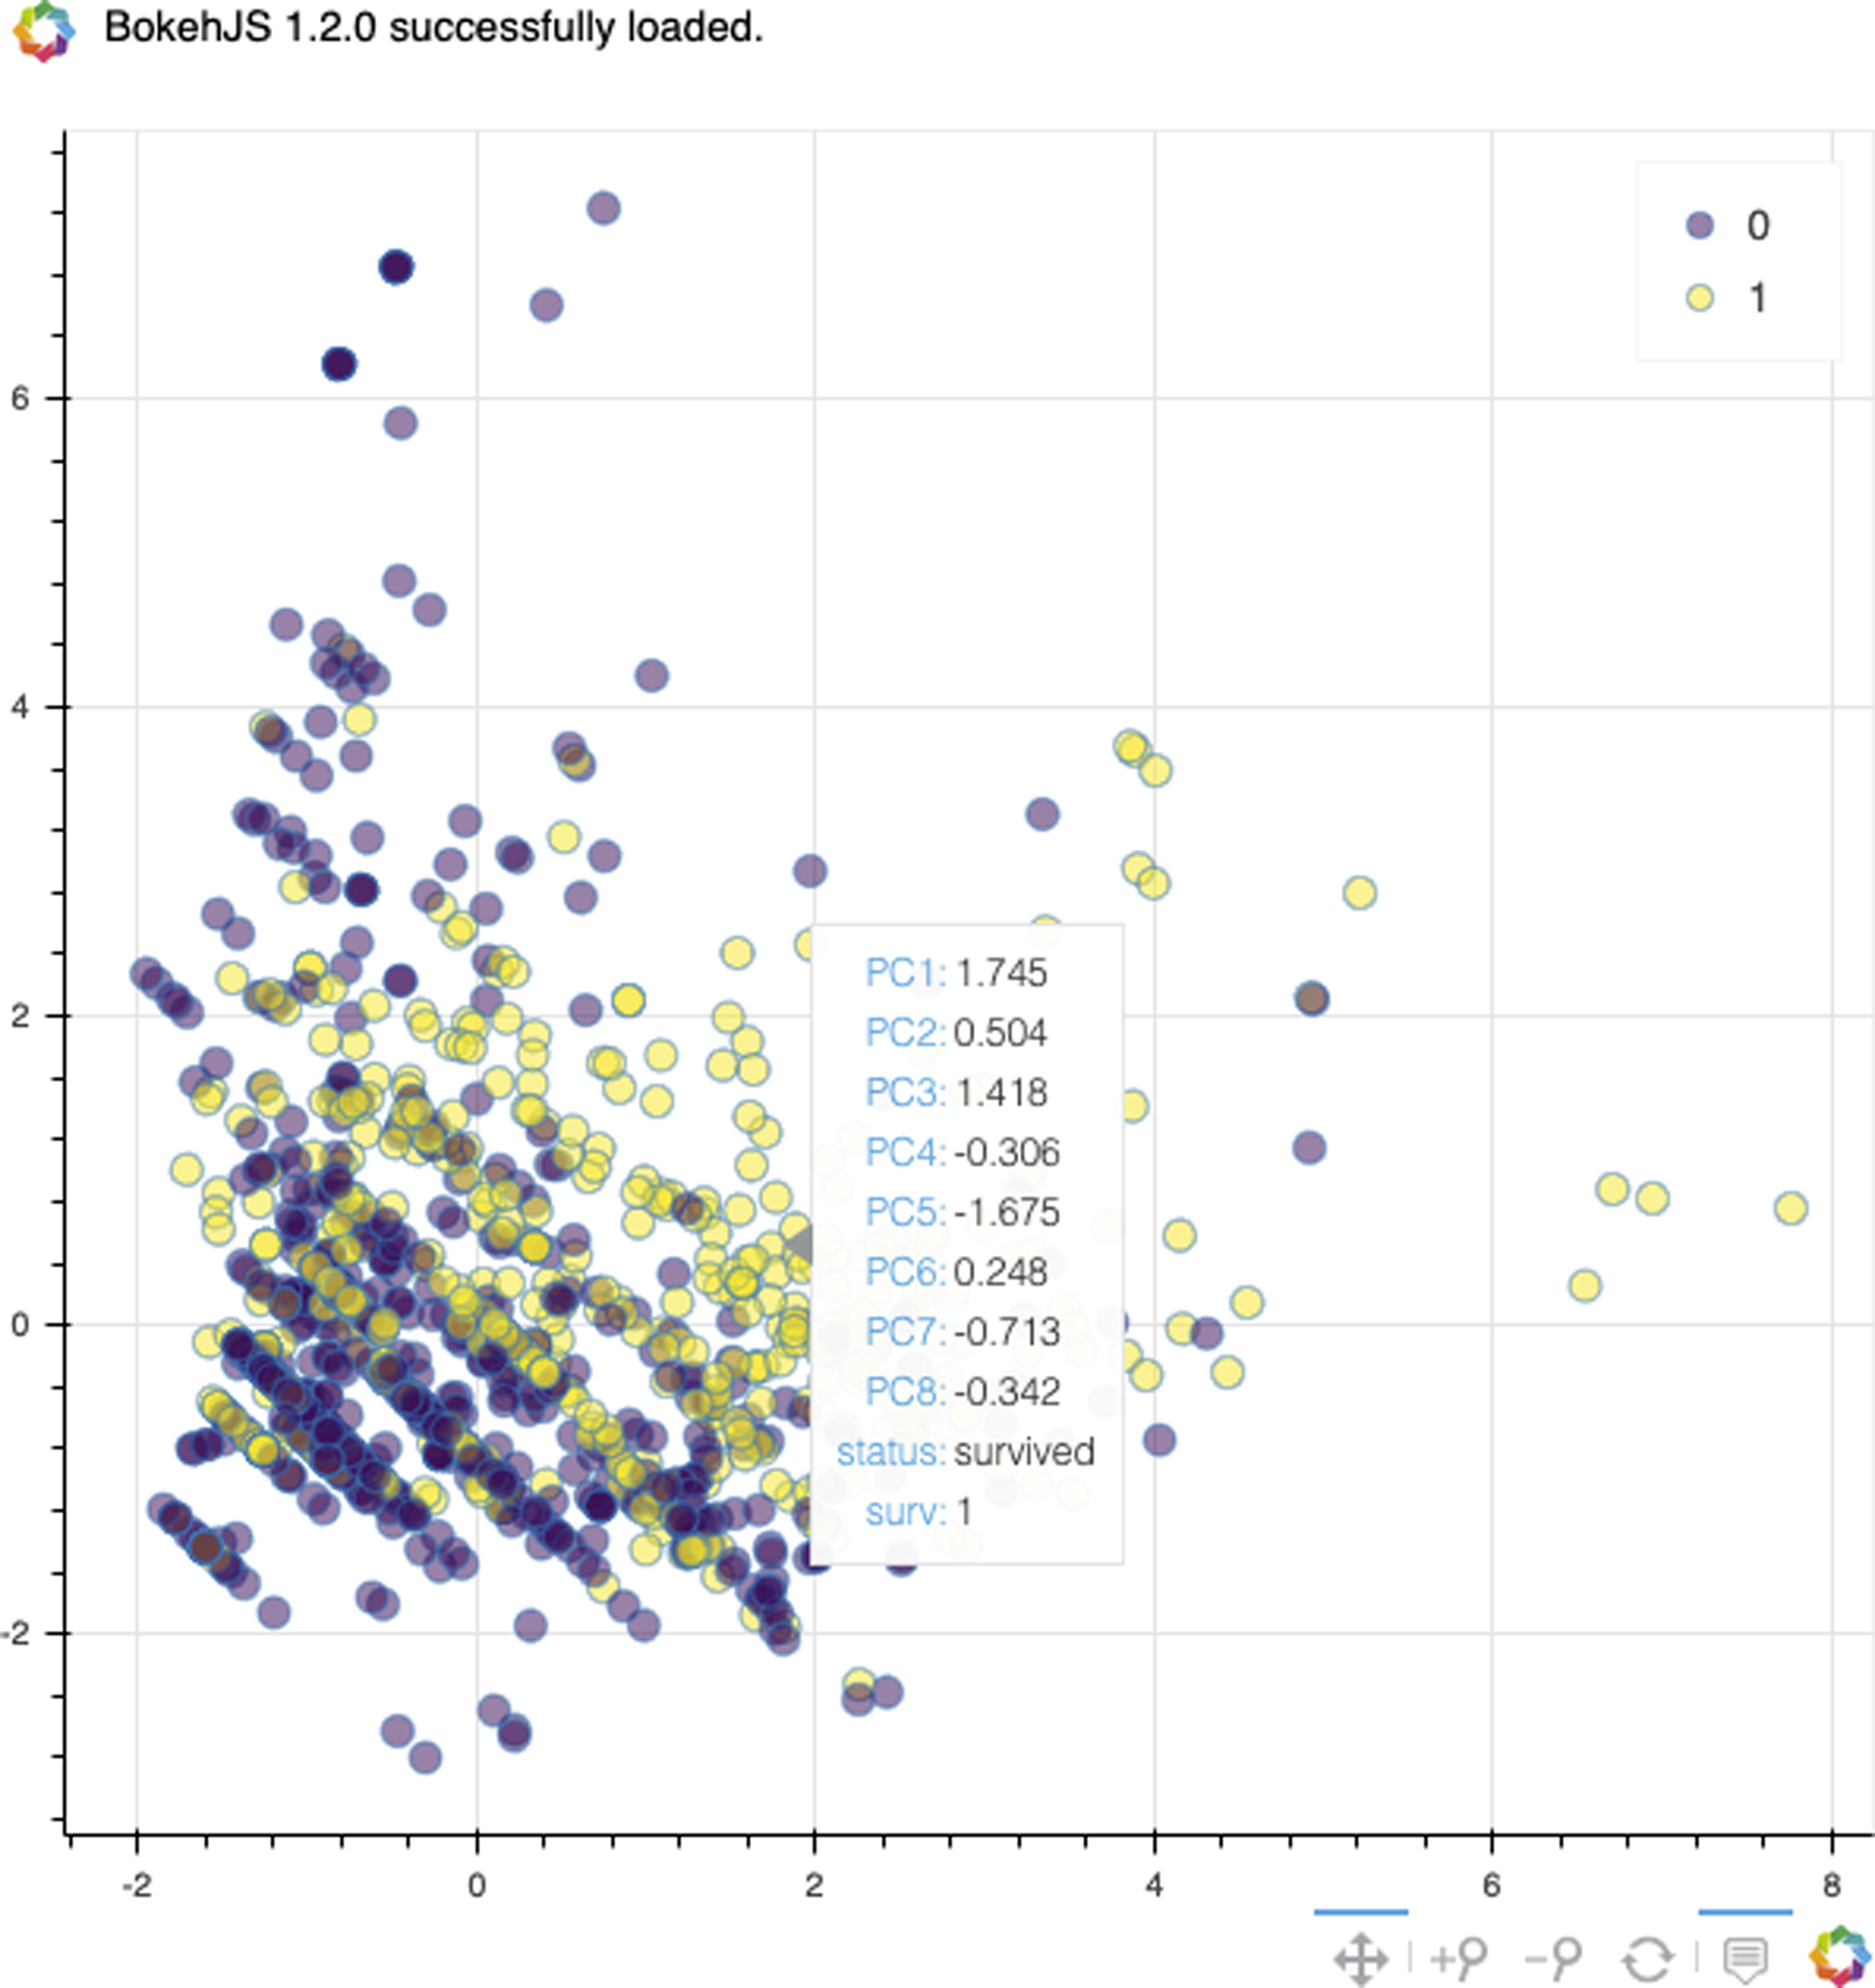 BokehJS 1.2.0 successfully loaded.
0
1
6
4
2
0
-2
PC1: 1.745
PC2: 0.504
PC3: 1.418
PC4: -0.306
PC5: -1.675
PC6: 0.248
PC7: -0.713
PC8: -0.342
status: survived
surv: 1
-2 0 2 4 6 8